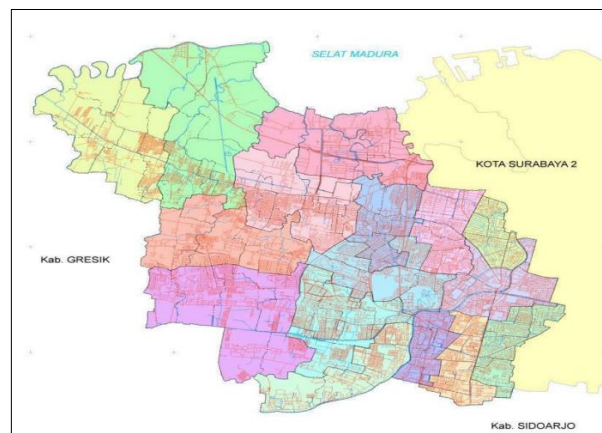 SELAT MADURA
KOTA SURABAYA 2
Kab. GRESIK
Kab. SIDOARJO